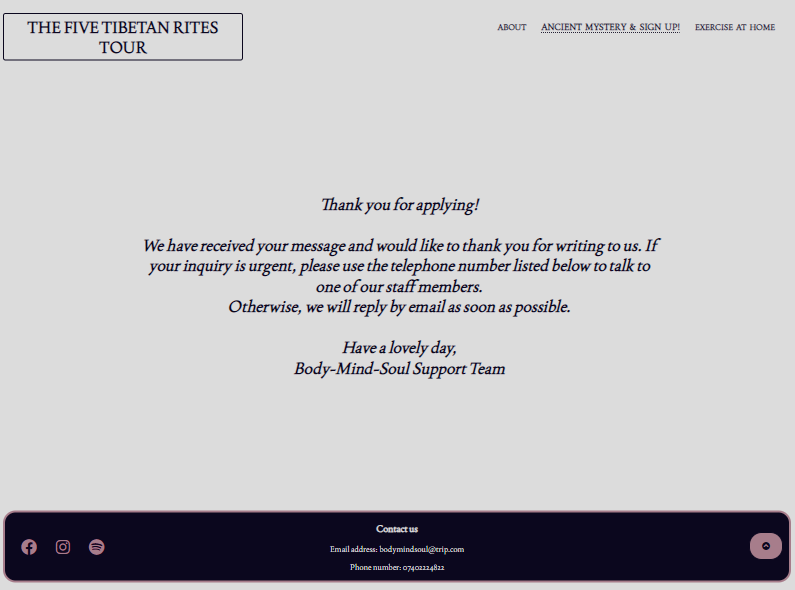 THE FIVE TIBETAN RITES
TOUR
ABOUT
ANCIENT MYSTERY & SIGN UP!
EXERCISE AT HOME
Thank you for applying!
We have received your message and would like to thank you for writing to us. If
your inquiry is urgent, please use the telephone number listed below to talk to
one of our staff members.
Otherwise, we will reply by email as soon as possible.
Have a lovely day,
Body-Mind-Soul Support Team
Contact us
Email address: bodymindsoul@trip.com
Phone number: 07402224822